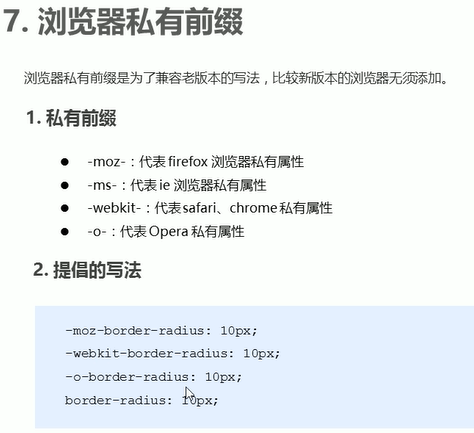 7. 浏览器私有前缀
浏览器私有前缀是为了兼容老版本的写法，比较新版本的浏览器无须添加。
1. 私有前缀
● -moz-：代表 firefox 浏览器私有属性
● -ms-：代表 ie 浏览器私有属性
● -webkit-：代表 safari、chrome 私有属性
● -o-：代表 Opera 私有属性
2. 提倡的写法
-moz-border-radius: 10px;
-webkit-border-radius: 10px;
-o-border-radius: 10px;
border-radius: 10px;